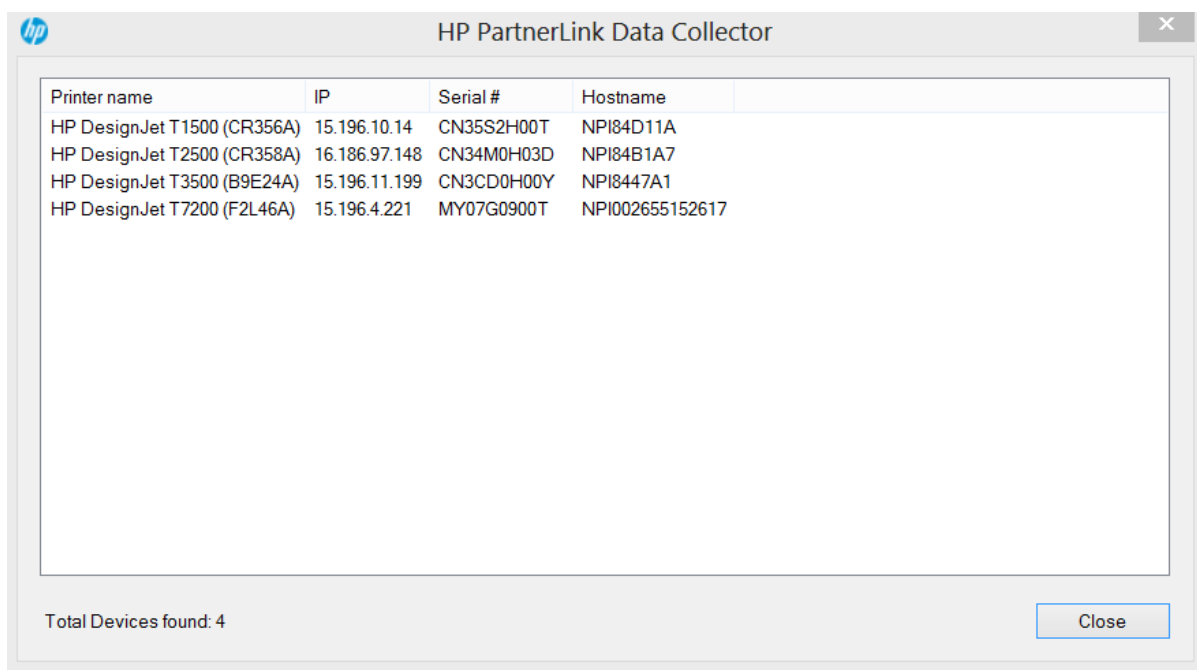 hp
HP PartnerLink Data Collector
Printer name IP Serial # Hostname
HP DesignJet T1500 (CR356A) 15.196.10.14 CN35S2H00T NPI84D11A
HP DesignJet T2500 (CR358A) 16.186.97.148 CN34M0H03D NPI84B1A7
HP DesignJet T3500 (B9E24A) 15.196.11.199 CN3CD0H00Y NPI8447A1
HP DesignJet T7200 (F2L46A) 15.196.4.221 MY07G0900T NPI002655152617
Total Devices found: 4 Close